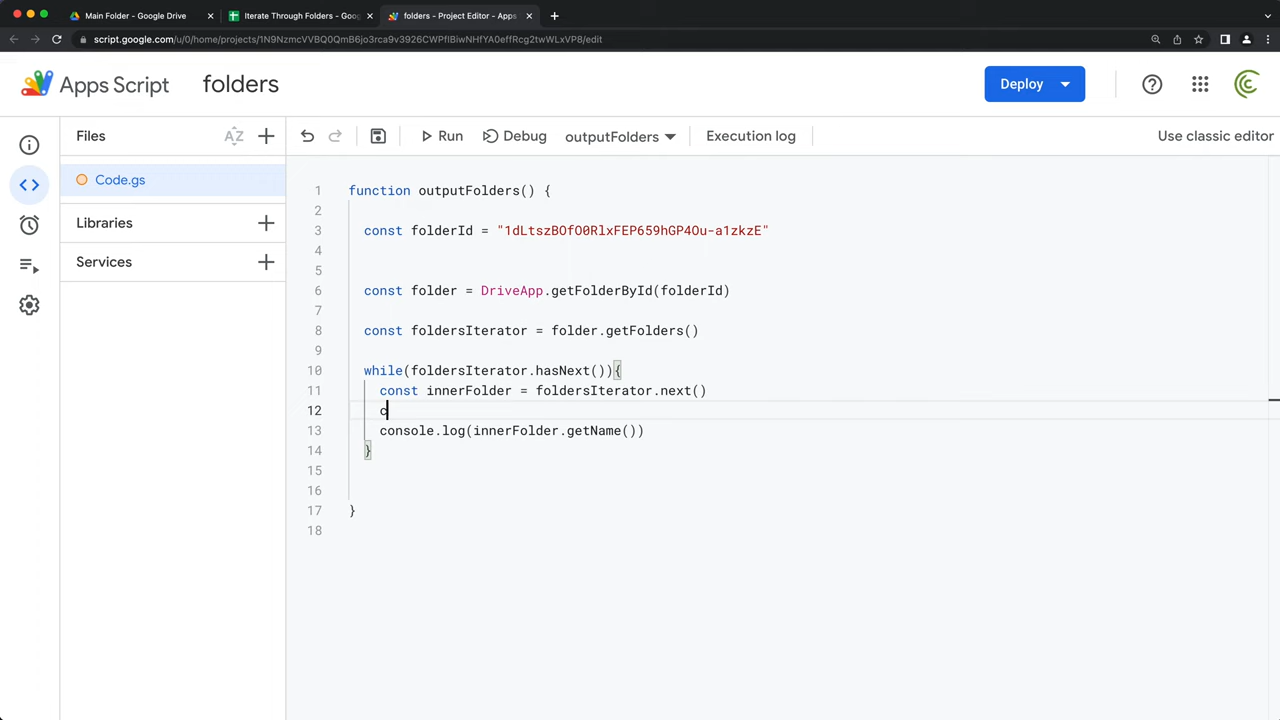 Main Folder - Google Drive
Iterate Through Folders - Goog
folders - Project Editor - Apps
script.google.com/u/0/home/projects/1N9NzmcVVBQ0QmB6jo3rca9v3926CWPflBiwNHfYA0effRcg2twWLxVP8/edit
Apps Script
folders
Deploy
Files
AZ
Run
Debug
outputFolders
Execution log
Use classic editor
Code.gs
Libraries
Services
1 function outputFolders() {
2
3 const folderId = "1dLtszBOfO0RlxFEP659hGP4Ou-a1zkzE"
4
5
6 const folder = DriveApp.getFolderById(folderId)
7
8 const foldersIterator = folder.getFolders()
9
10 while(foldersIterator.hasNext()){
11 const innerFolder = foldersIterator.next()
12 c
13 console.log(innerFolder.getName())
14 }
15
16
17 }
18